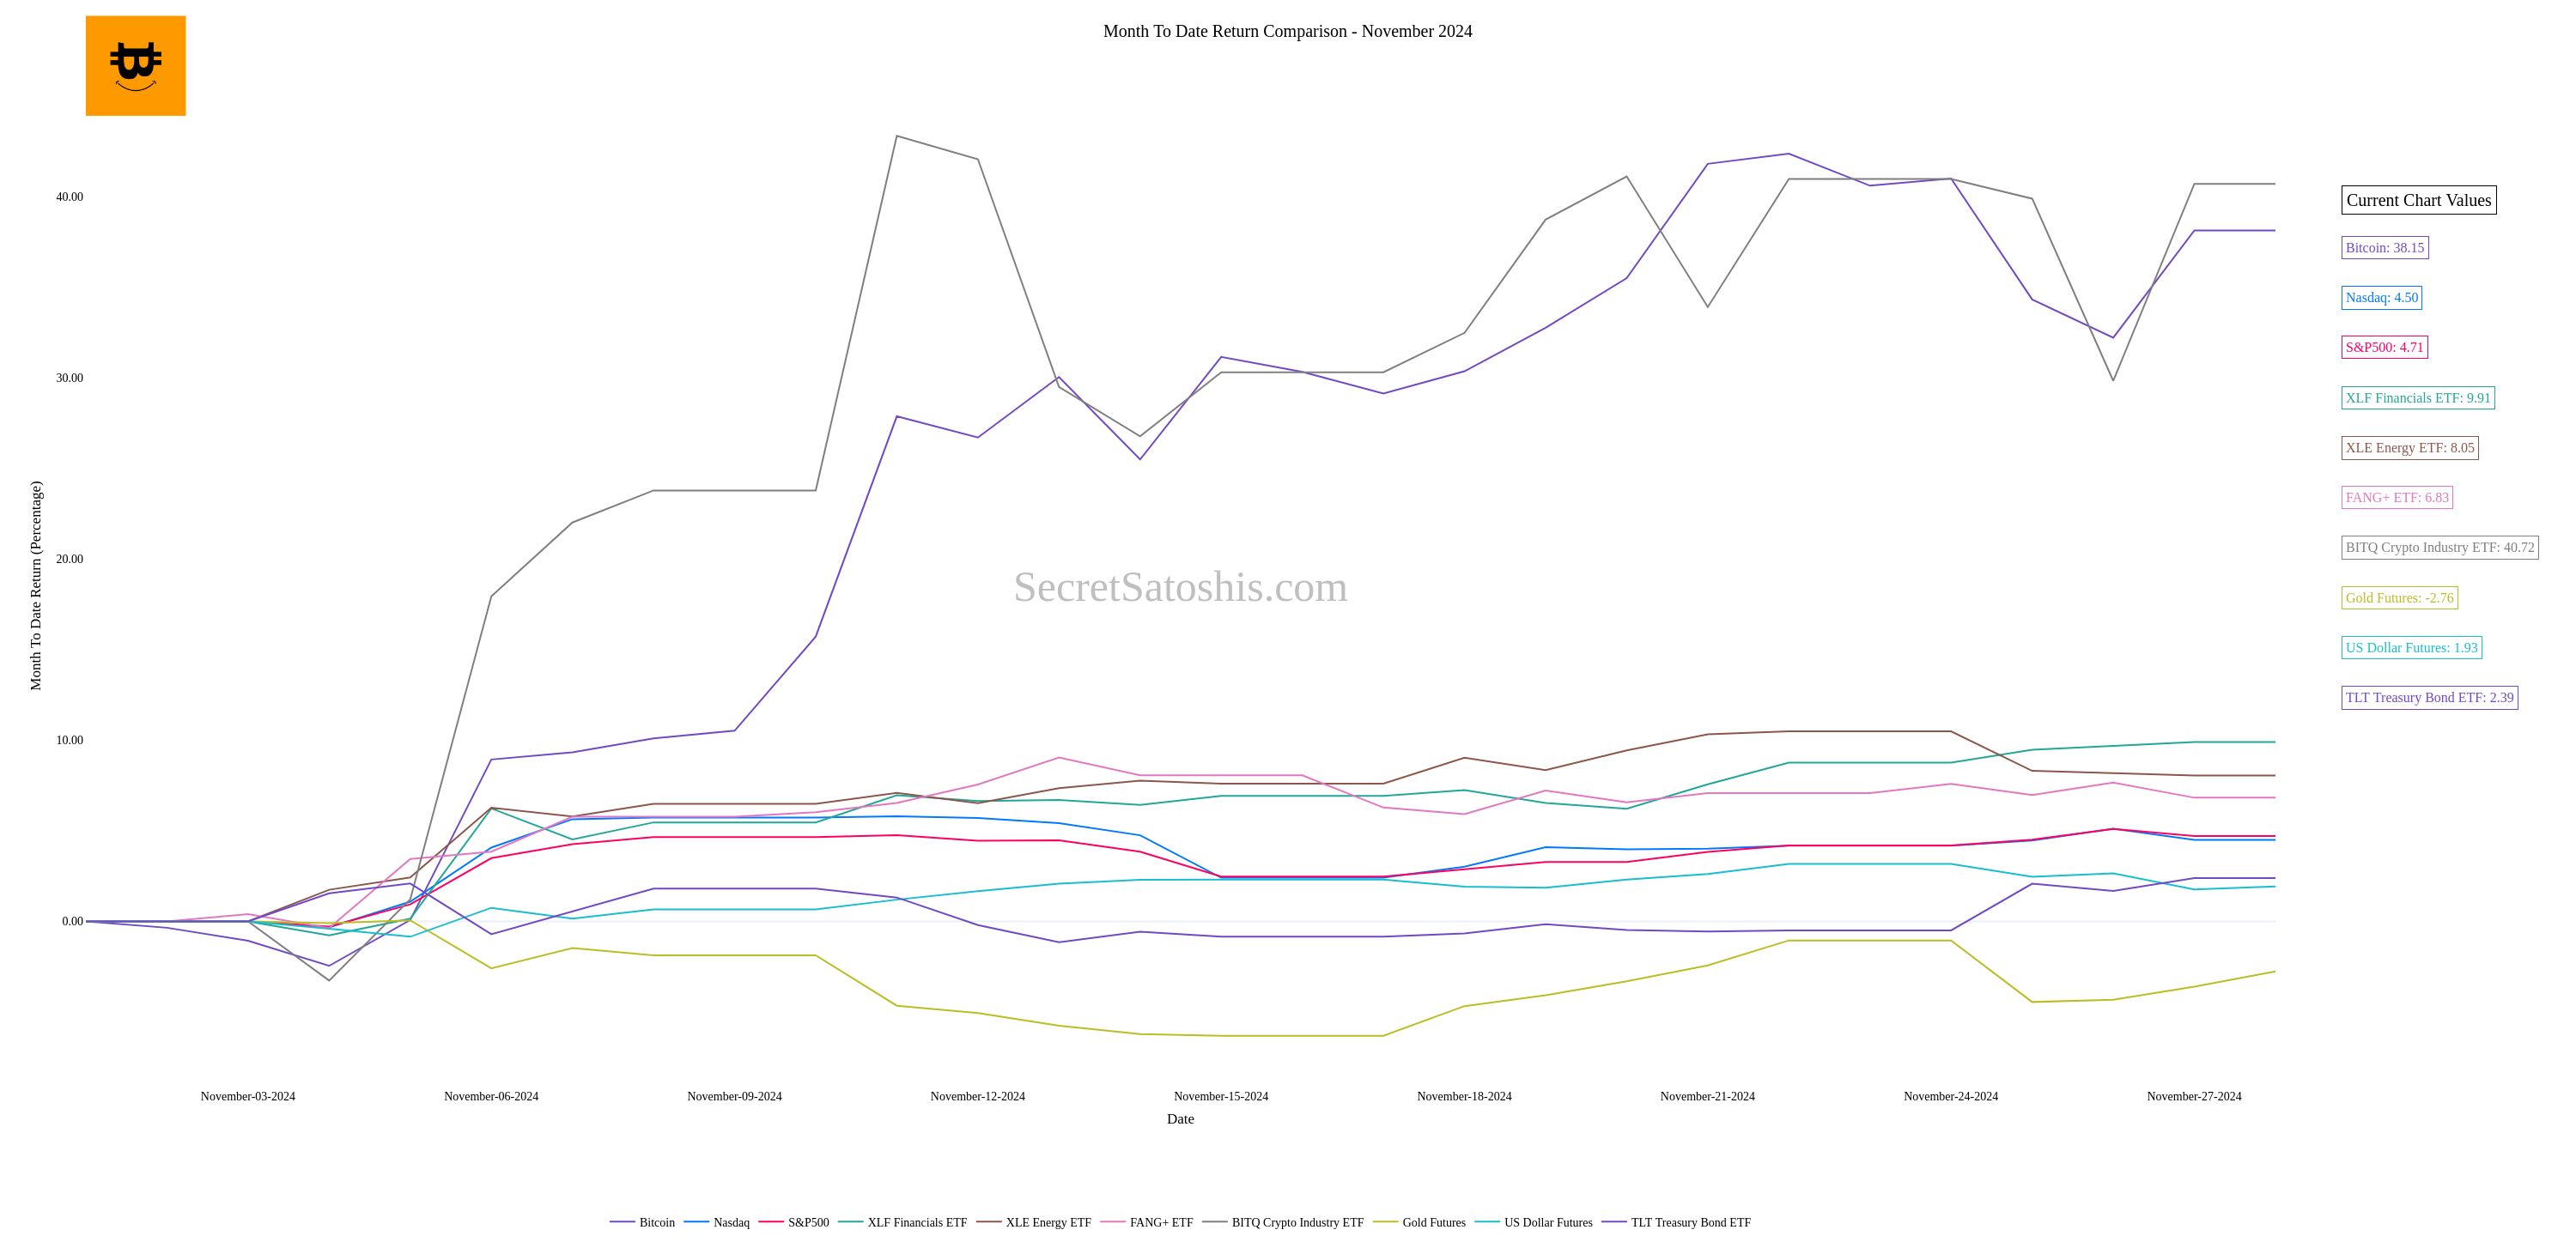 Month To Date Return Comparison - November 2024
Month To Date Return (Percentage)
40.00
30.00
20.00
10.00
0.00
SecretSatoshis.com
Current Chart Values
Bitcoin: 38.15
Nasdaq: 4.50
S&P500: 4.71
XLF Financials ETF: 9.91
XLE Energy ETF: 8.05
FANG+ ETF: 6.83
BITQ Crypto Industry ETF: 40.72
Gold Futures: -2.76
US Dollar Futures: 1.93
TLT Treasury Bond ETF: 2.39
November-03-2024 November-06-2024 November-09-2024 November-12-2024 November-15-2024 November-18-2024 November-21-2024 November-24-2024 November-27-2024
Date
Bitcoin Nasdaq S&P500 XLF Financials ETF XLE Energy ETF FANG+ ETF BITQ Crypto Industry ETF Gold Futures US Dollar Futures TLT Treasury Bond ETF